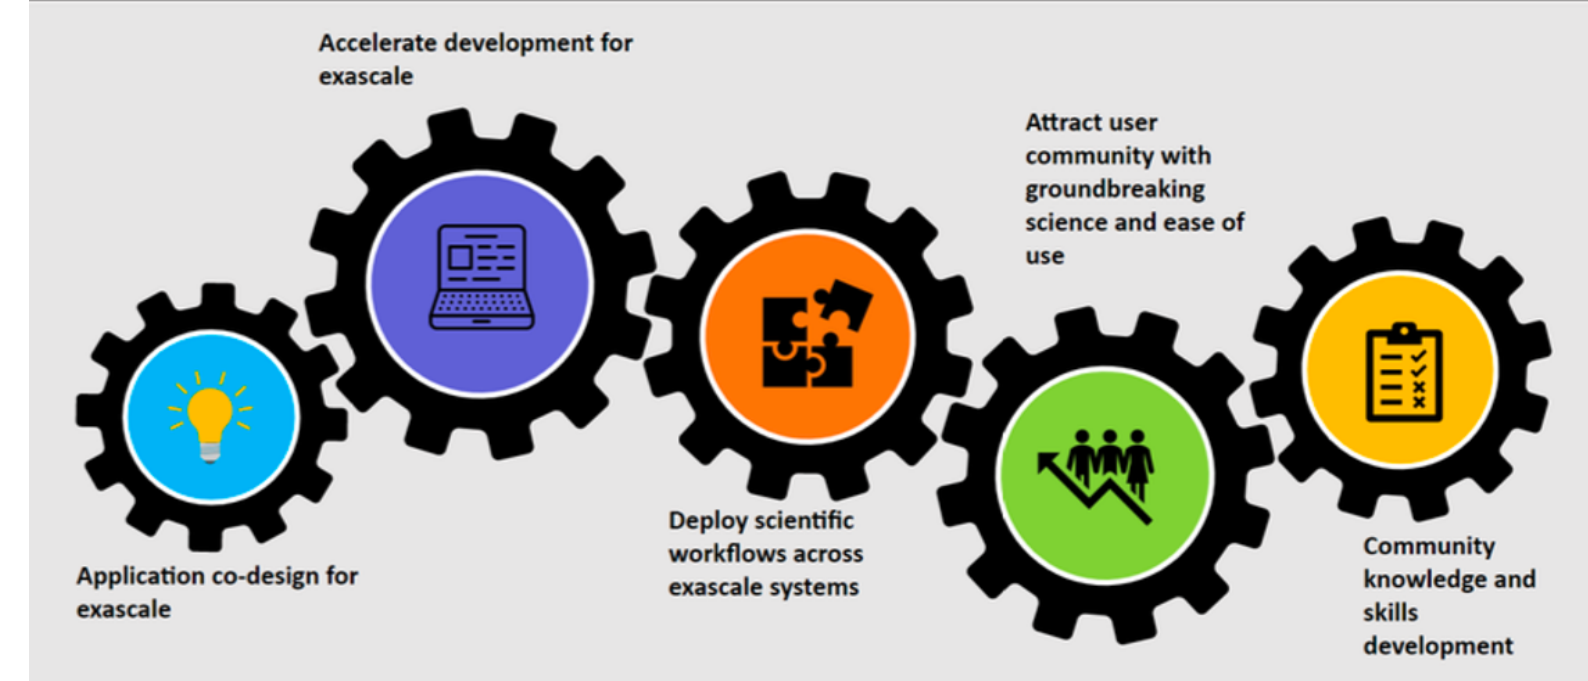 Accelerate development for
exascale
Attract user
community with
groundbreaking
science and ease of
use
Deploy scientific
workflows across
exascale systems
Application co-design for
exascale
Community
knowledge and
skills
development